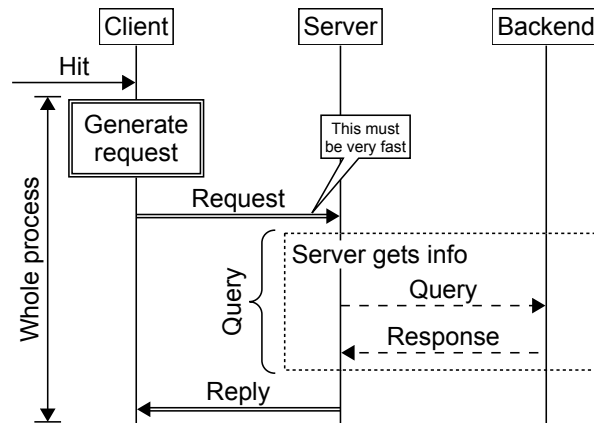 Client
Server
Backend
Hit
Generate
request
This must
be very fast
Request
Whole process
Query
Server gets info
Query
Response
Reply